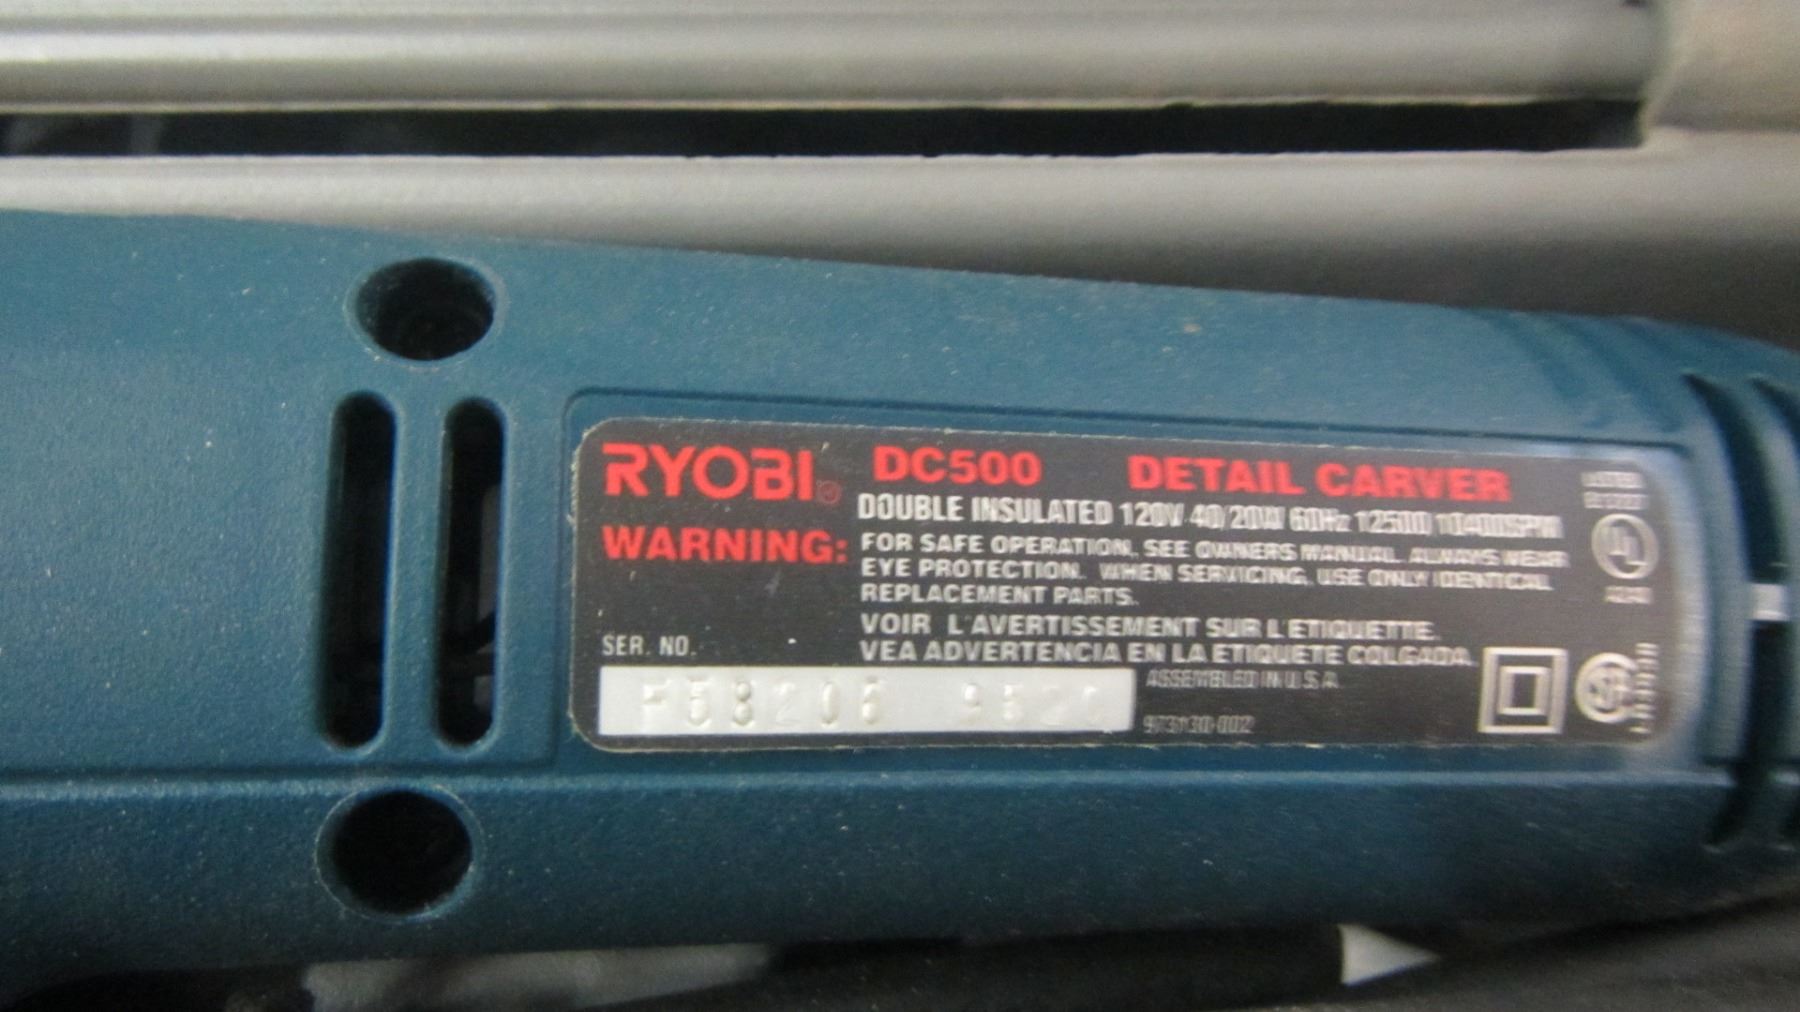 RYOBI DC500 DETAIL CARVER
DOUBLE INSULATED 120V 40/20W 60Hz 12500/10400SPM
WARNING: FOR SAFE OPERATION, SEE OWNERS MANUAL. ALWAYS WEAR
EYE PROTECTION. WHEN SERVICING, USE ONLY IDENTICAL
REPLACEMENT PARTS.
VOIR L'AVERTISSEMENT SUR L'ETIQUETTE.
VEA ADVERTENCIA EN LA ETIQUETE COLGADA.
SER. NO.
ASSEMBLED IN U.S.A.
F58206
UL